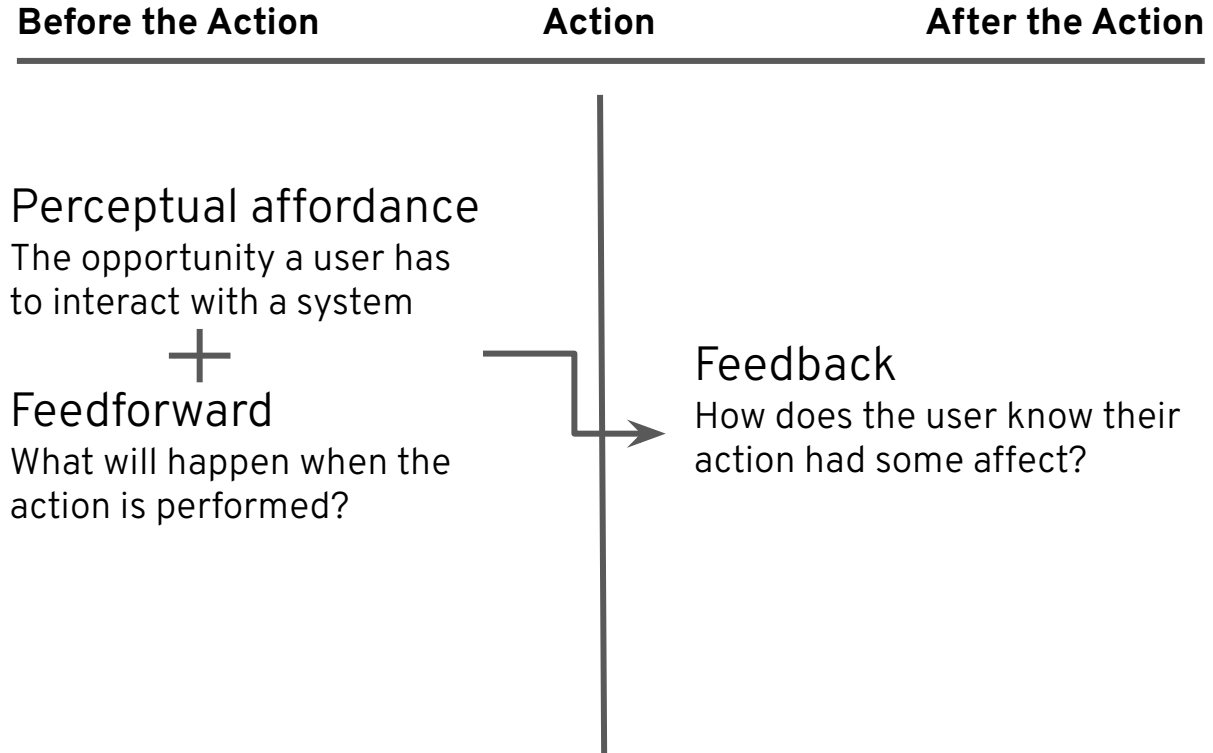 Before the Action
Action
After the Action
Perceptual affordance
The opportunity a user has
to interact with a system
Feedforward
What will happen when the
action is performed?
Feedback
How does the user know their
action had some affect?